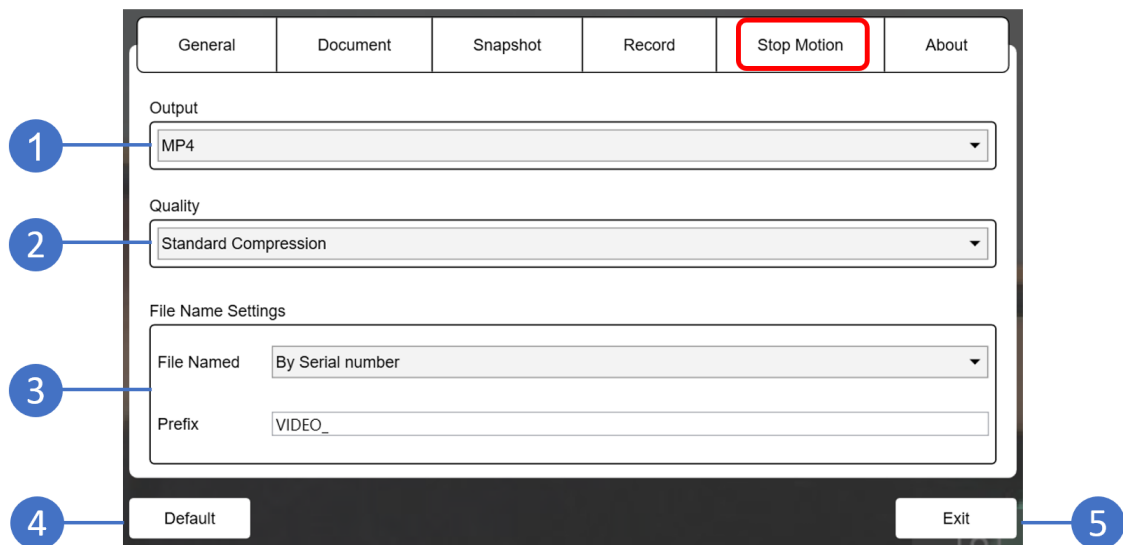 General Document Snapshot Record Stop Motion About
Output
1 MP4
Quality
2 Standard Compression
File Name Settings
File Named By Serial number
3
Prefix VIDEO_
4 Default Exit 5